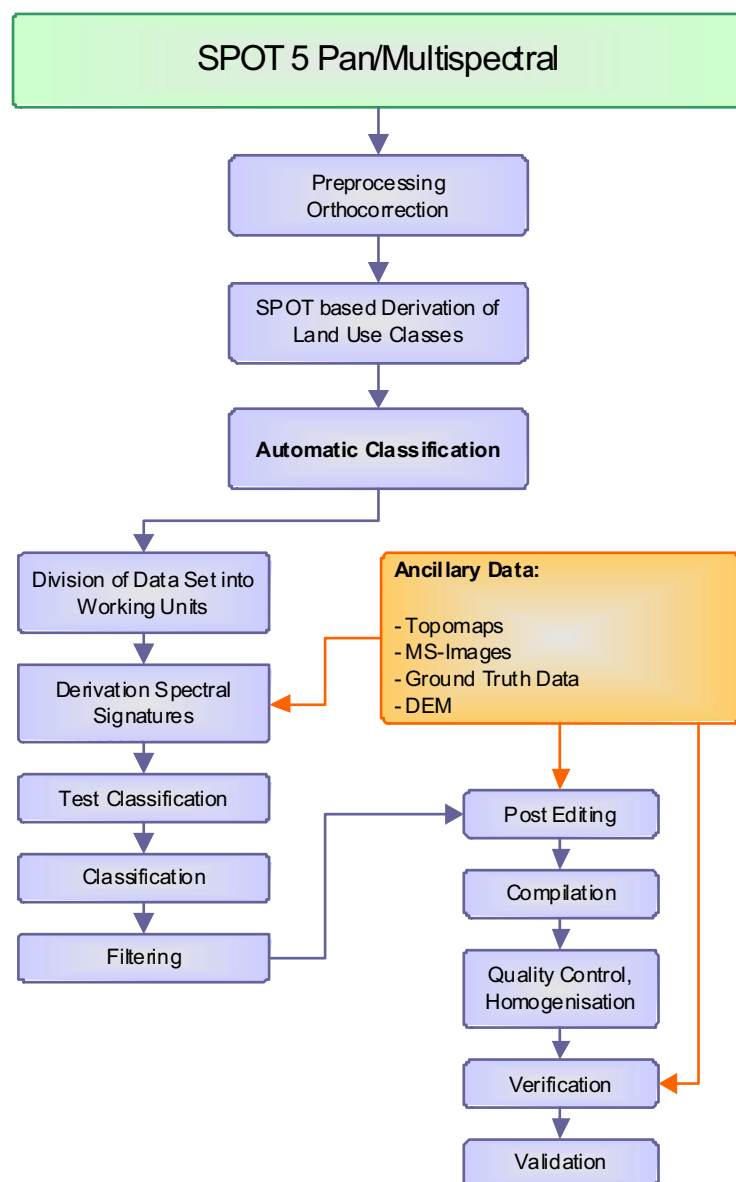 SPOT 5 Pan/Multispectral
Preprocessing
Orthocorrection
SPOT based Derivation of
Land Use Classes
Automatic Classification
Division of Data Set into
Working Units
Derivation Spectral
Signatures
Test Classification
Classification
Filtering
Ancillary Data:
- Topomaps
- MS-Images
- Ground Truth Data
- DEM
Post Editing
Compilation
Quality Control,
Homogenisation
Verification
Validation